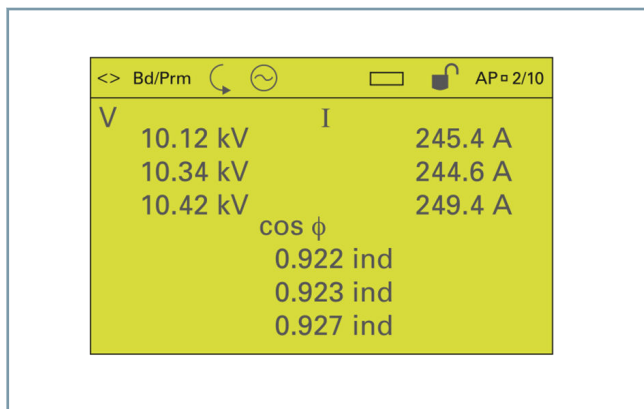 <> Bd/Prm AP¤ 2/10
V I
10.12 kV 245.4 A
10.34 kV 244.6 A
10.42 kV 249.4 A
cos ϕ
0.922 ind
0.923 ind
0.927 ind